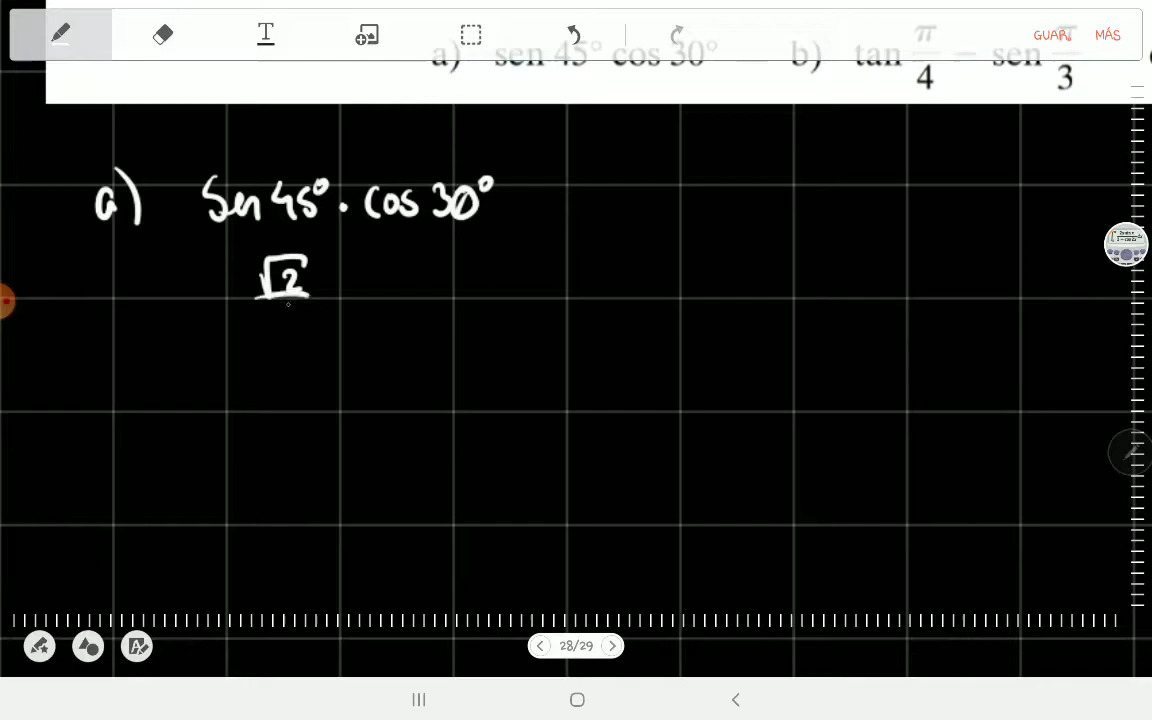 T GUAR. MÁS
a) sen 45° cos 30° b) tan π/4 − sen π/3
a) Sen 45° . cos 30°
√2
28/29